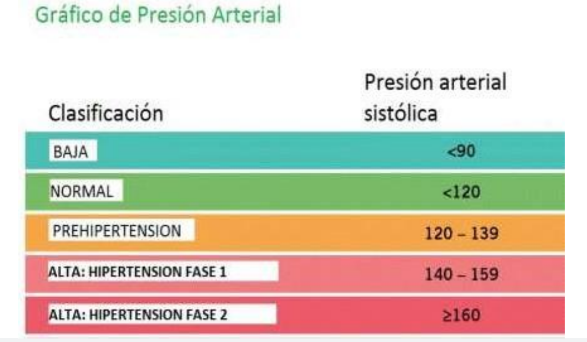 Gráfico de Presión Arterial
Clasificación Presión arterial sistólica
BAJA <90
NORMAL <120
PREHIPERTENSION 120 – 139
ALTA: HIPERTENSION FASE 1 140 – 159
ALTA: HIPERTENSION FASE 2 ≥160